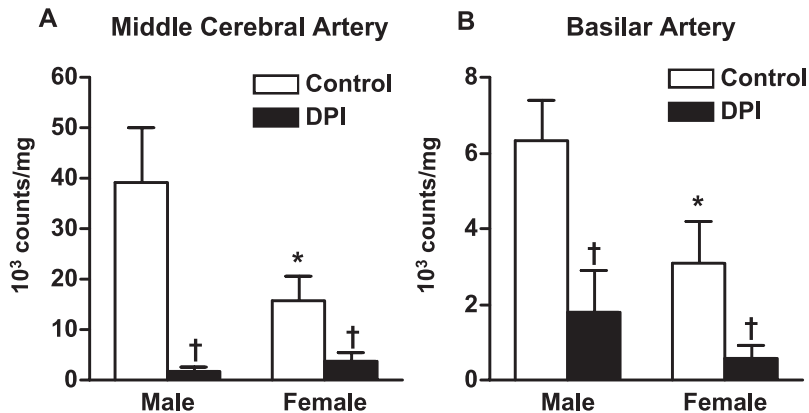 A Middle Cerebral Artery
10³ counts/mg
60
50
40
30
20
10
0
Control
DPI
†
*
†
Male Female
B Basilar Artery
10³ counts/mg
8
6
4
2
0
Control
DPI
†
*
†
Male Female